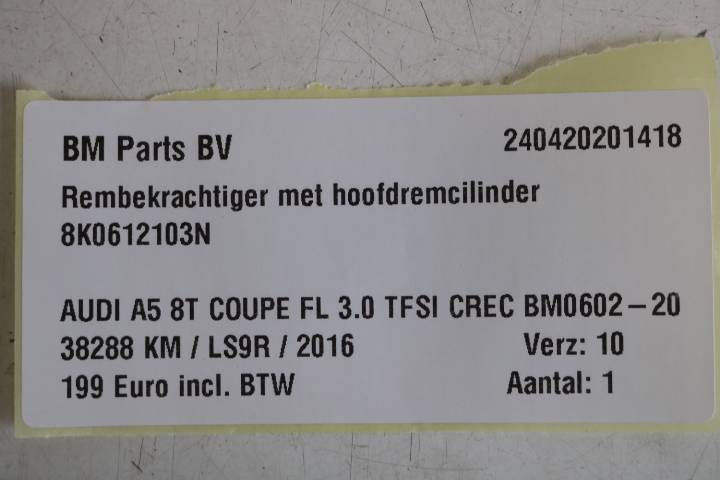 BM Parts BV 240420201418
Rembekrachtiger met hoofdremcilinder
8K0612103N
AUDI A5 8T COUPE FL 3.0 TFSI CREC BM0602-20
38288 KM / LS9R / 2016 Verz: 10
199 Euro incl. BTW Aantal: 1